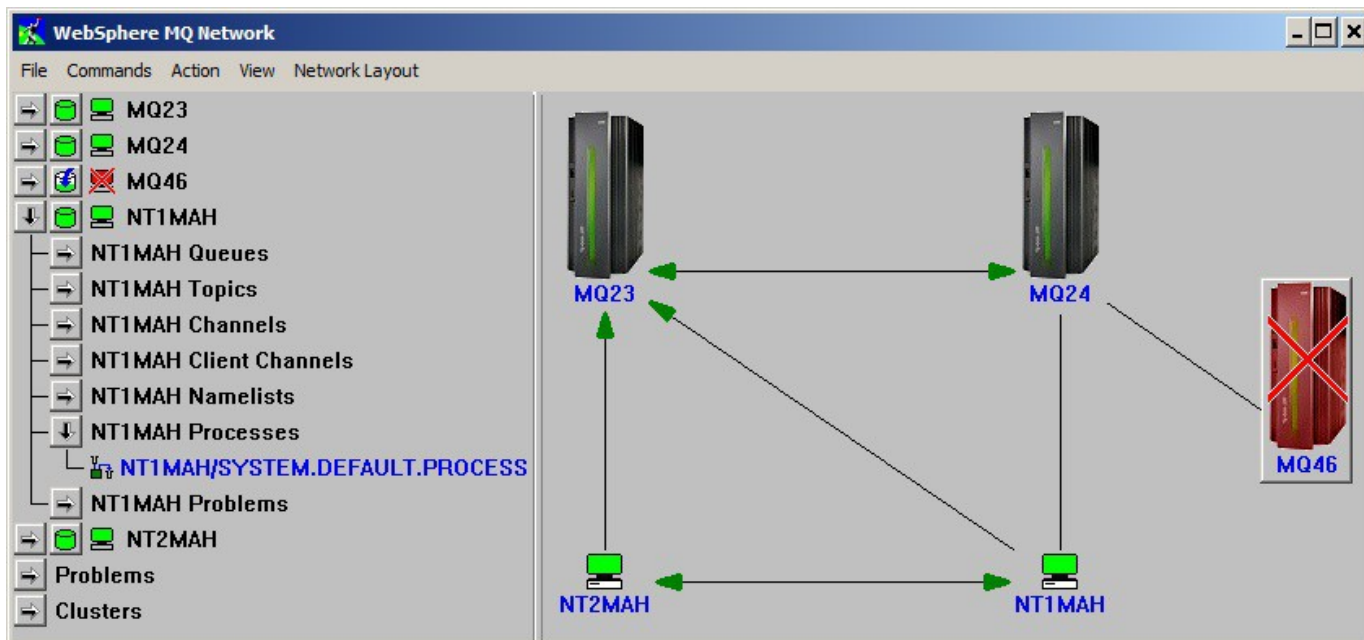 WebSphere MQ Network
File Commands Action View Network Layout
MQ23
MQ24
MQ46
NT1MAH
NT1MAH Queues
NT1MAH Topics
NT1MAH Channels
NT1MAH Client Channels
NT1MAH Namelists
NT1MAH Processes
NT1MAH/SYSTEM.DEFAULT.PROCESS
NT1MAH Problems
NT2MAH
Problems
Clusters
MQ23
MQ24
MQ46
NT2MAH
NT1MAH